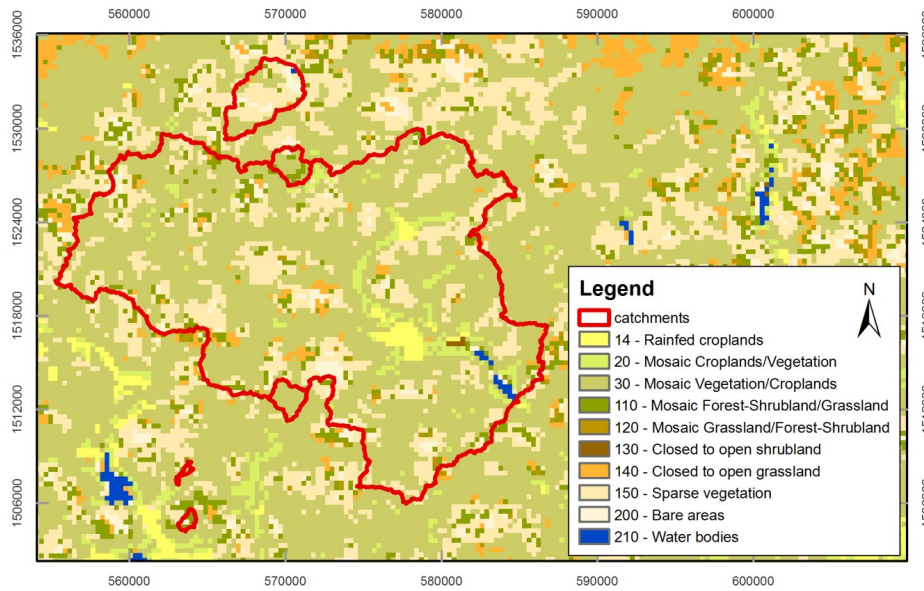 560000 570000 580000 590000 600000
1536000
1530000
1524000
1518000
1512000
1506000
Legend
N
catchments
14 - Rainfed croplands
20 - Mosaic Croplands/Vegetation
30 - Mosaic Vegetation/Croplands
110 - Mosaic Forest-Shrubland/Grassland
120 - Mosaic Grassland/Forest-Shrubland
130 - Closed to open shrubland
140 - Closed to open grassland
150 - Sparse vegetation
200 - Bare areas
210 - Water bodies
560000 570000 580000 590000 600000